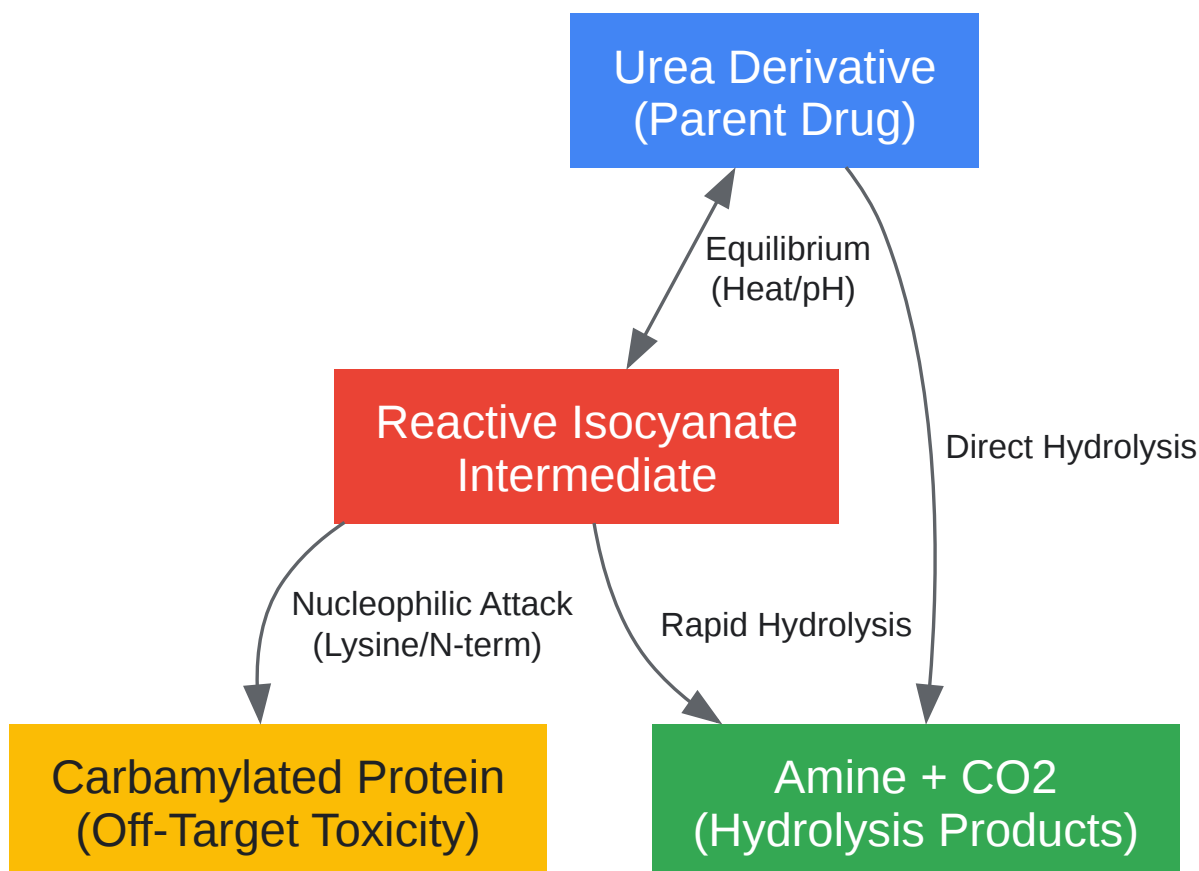 Urea Derivative
(Parent Drug)
Equilibrium
(Heat/pH)
Reactive Isocyanate
Intermediate
Direct Hydrolysis
Nucleophilic Attack
(Lysine/N-term)
Rapid Hydrolysis
Carbamylated Protein
(Off-Target Toxicity)
Amine + CO2
(Hydrolysis Products)